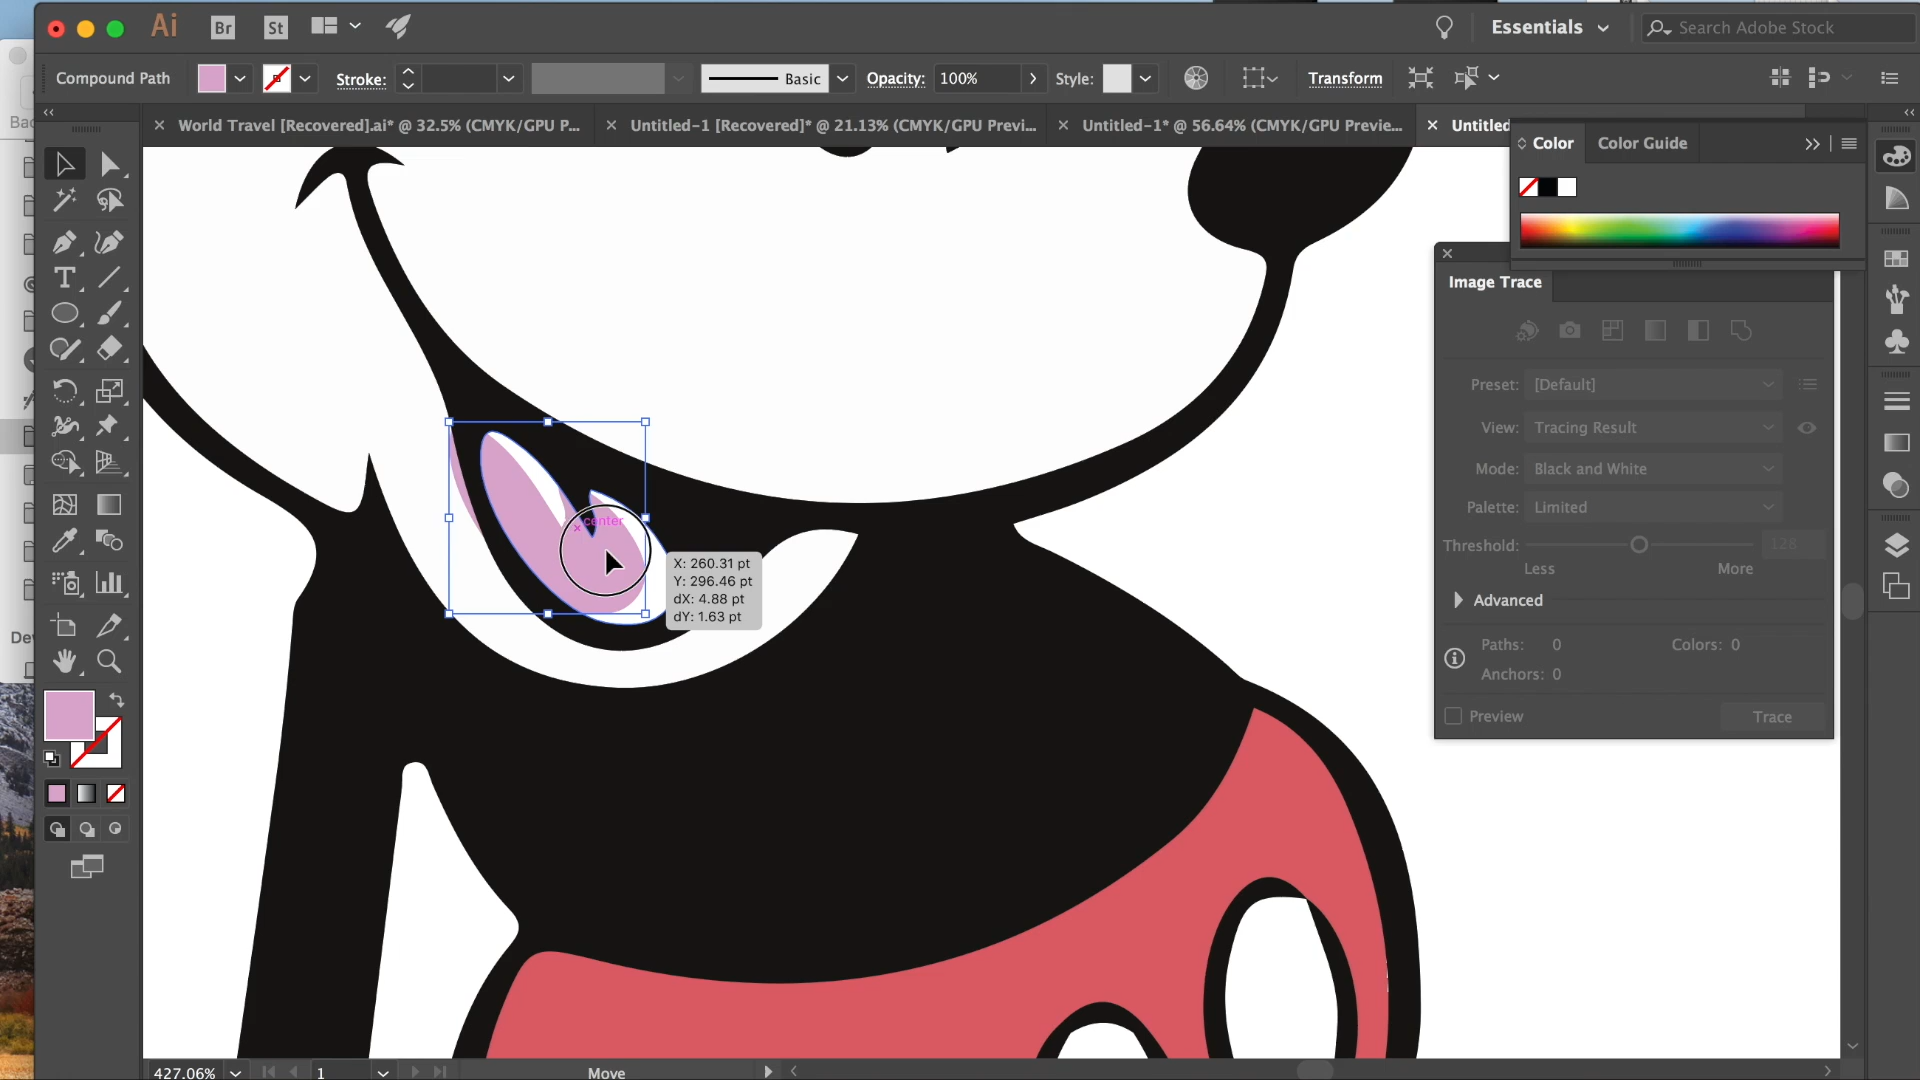 Ai Br St
Essentials
Search Adobe Stock
Compound Path
Stroke:
Basic
Opacity: 100%
Style:
Transform
World Travel [Recovered].ai* @ 32.5% (CMYK/GPU P...
Untitled-1 [Recovered]* @ 21.13% (CMYK/GPU Previ...
Untitled-1* @ 56.64% (CMYK/GPU Previe...
Untitled
Color
Color Guide
Image Trace
Preset: [Default]
View: Tracing Result
Mode: Black and White
Palette: Limited
Threshold: 128
Less More
Advanced
Paths: 0 Colors: 0
Anchors: 0
Preview
Trace
center
X: 260.31 pt
Y: 296.46 pt
dX: 4.88 pt
dY: 1.63 pt
427.06%
1
Move